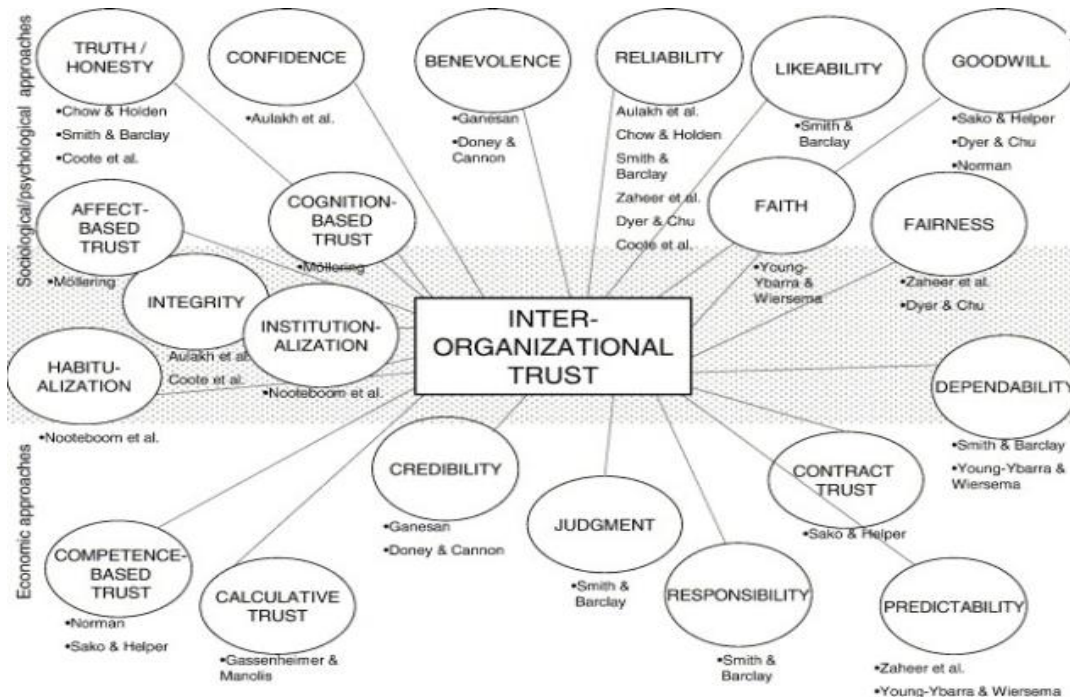 Sociological/psychological approaches
TRUTH /
HONESTY
•Chow & Holden
•Smith & Barclay
•Coote et al.
CONFIDENCE
•Aulakh et al.
BENEVOLENCE
•Ganesan
•Doney &
Cannon
RELIABILITY
Aulakh et al.
Chow & Holden
Smith &
Barclay
Zaheer et al.
Dyer & Chu
Coote et al.
LIKEABILITY
•Smith &
Barclay
GOODWILL
•Sako & Helper
•Dyer & Chu
•Norman
AFFECT-
BASED
TRUST
•Möllering
COGNITION-
BASED
TRUST
•Möllering
FAITH
•Young-
Ybarra &
Wiersema
FAIRNESS
•Zaheer et al.
•Dyer & Chu
INTEGRITY
Aulakh et al.
Coote et al.
INSTITUTION-
ALIZATION
•Nooteboom et al.
INTER-
ORGANIZATIONAL
TRUST
HABITU-
ALIZATION
•Nooteboom et al.
DEPENDABILITY
•Smith & Barclay
•Young-Ybarra &
Wiersema
Economic approaches
CREDIBILITY
•Ganesan
•Doney & Cannon
CONTRACT
TRUST
•Sako & Helper
JUDGMENT
•Smith &
Barclay
COMPETENCE-
BASED
TRUST
•Norman
•Sako & Helper
CALCULATIVE
TRUST
•Gassenheimer &
Manolis
RESPONSIBILITY
•Smith &
Barclay
PREDICTABILITY
•Zaheer et al.
•Young-Ybarra & Wiersema